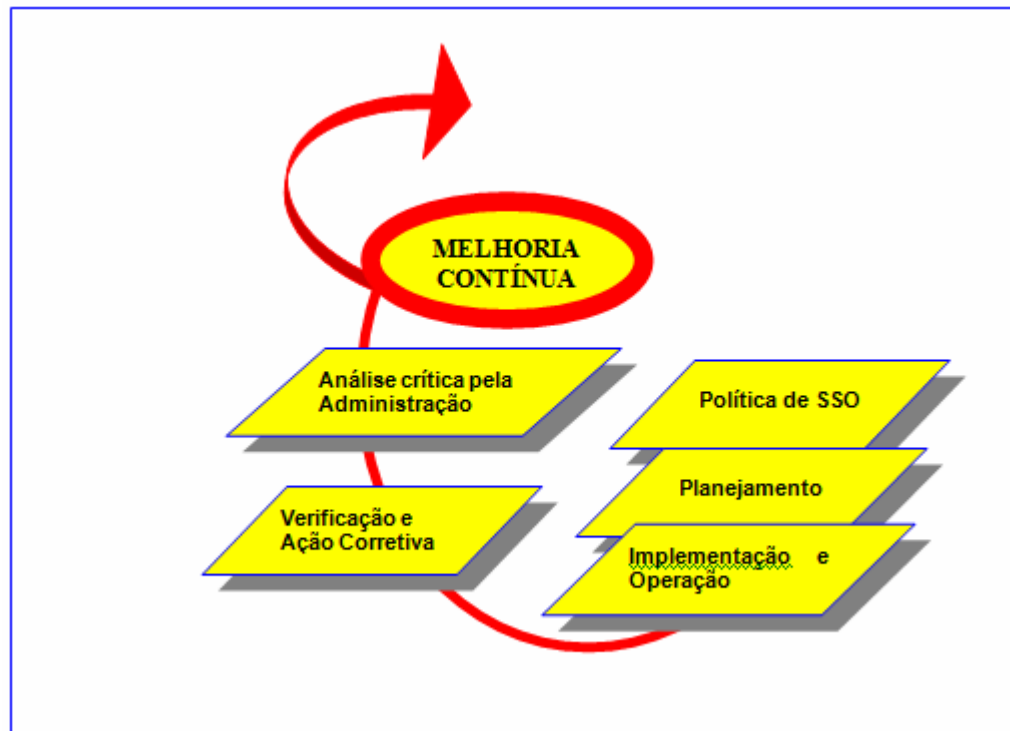 MELHORIA
CONTÍNUA
Análise crítica pela
Administração
Política de SSO
Planejamento
Verificação e
Ação Corretiva
Implementação e
Operação